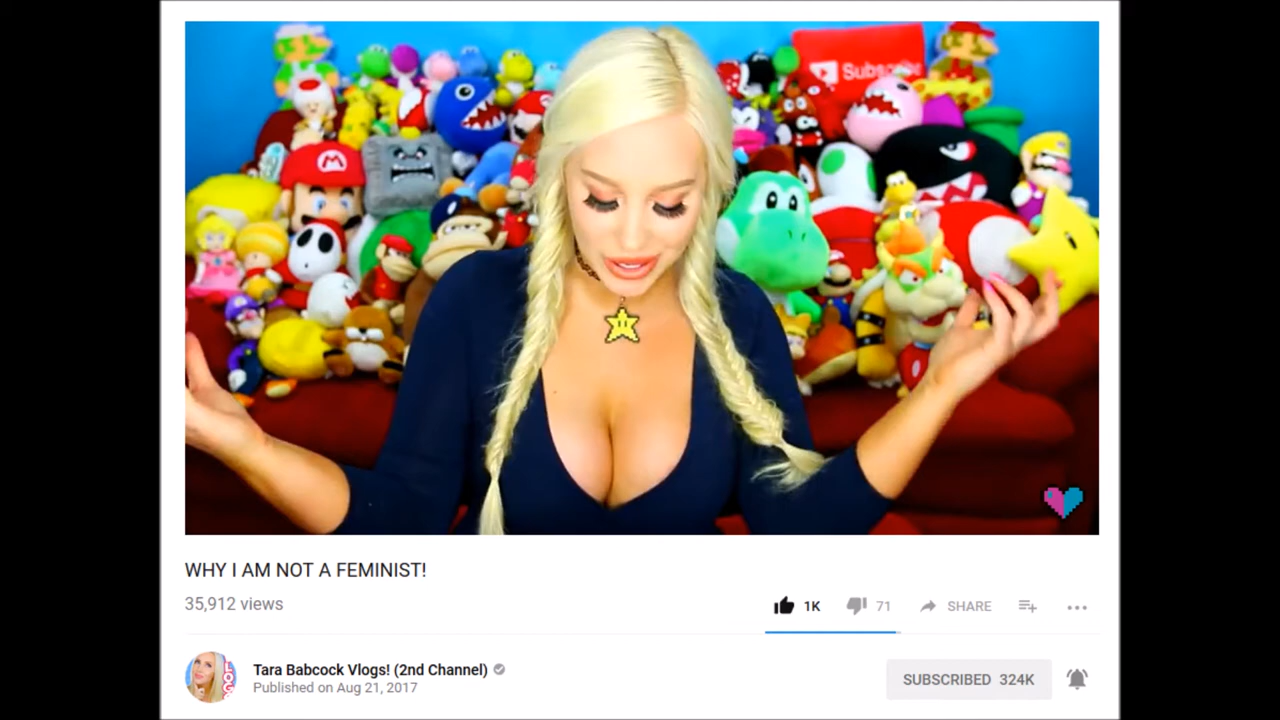 Subscribe
M
WHY I AM NOT A FEMINIST!
35,912 views
1K 71 SHARE
Tara Babcock Vlogs! (2nd Channel)
Published on Aug 21, 2017
SUBSCRIBED 324K